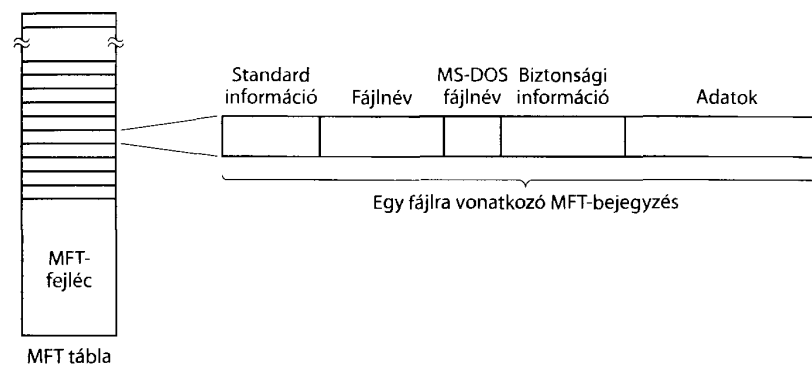 Standard
információ
Fájlnév
MS-DOS
fájlnév
Biztonsági
információ
Adatok
Egy fájlra vonatkozó MFT-bejegyzés
MFT-
fejléc
MFT tábla